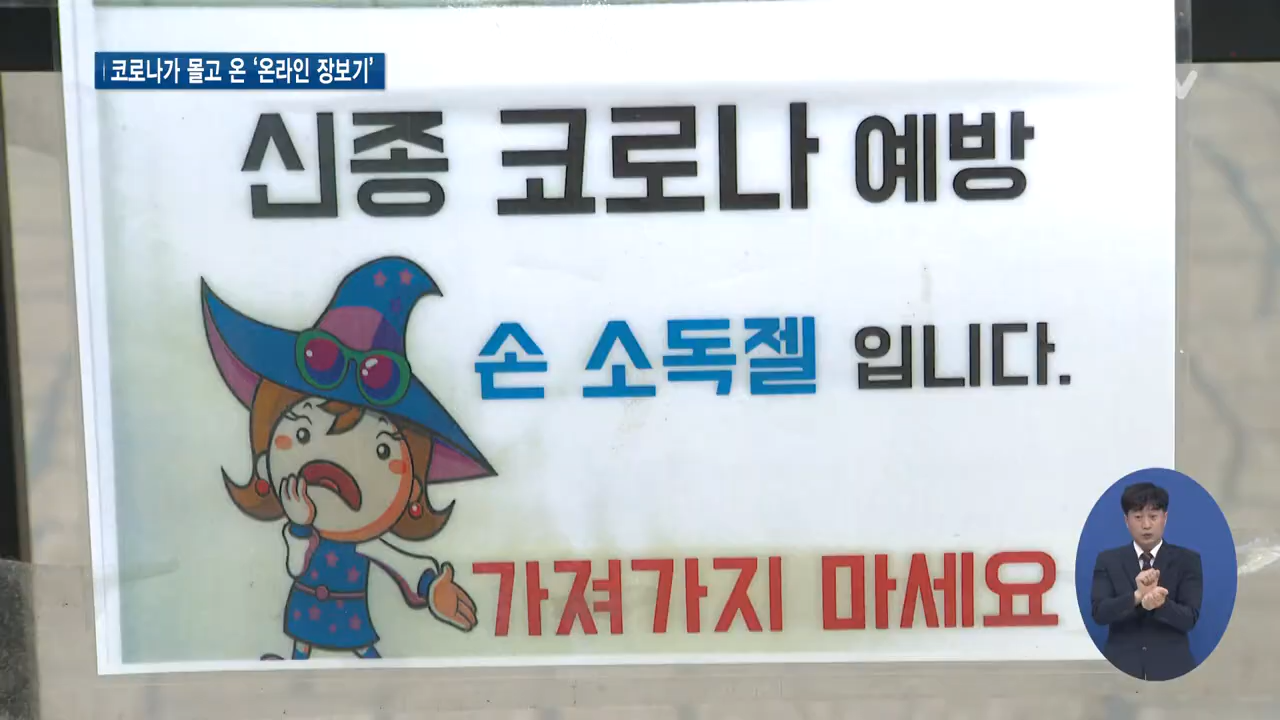 코로나가 몰고 온 ‘온라인 장보기’
신종 코로나 예방
손 소독젤 입니다.
가져가지 마세요